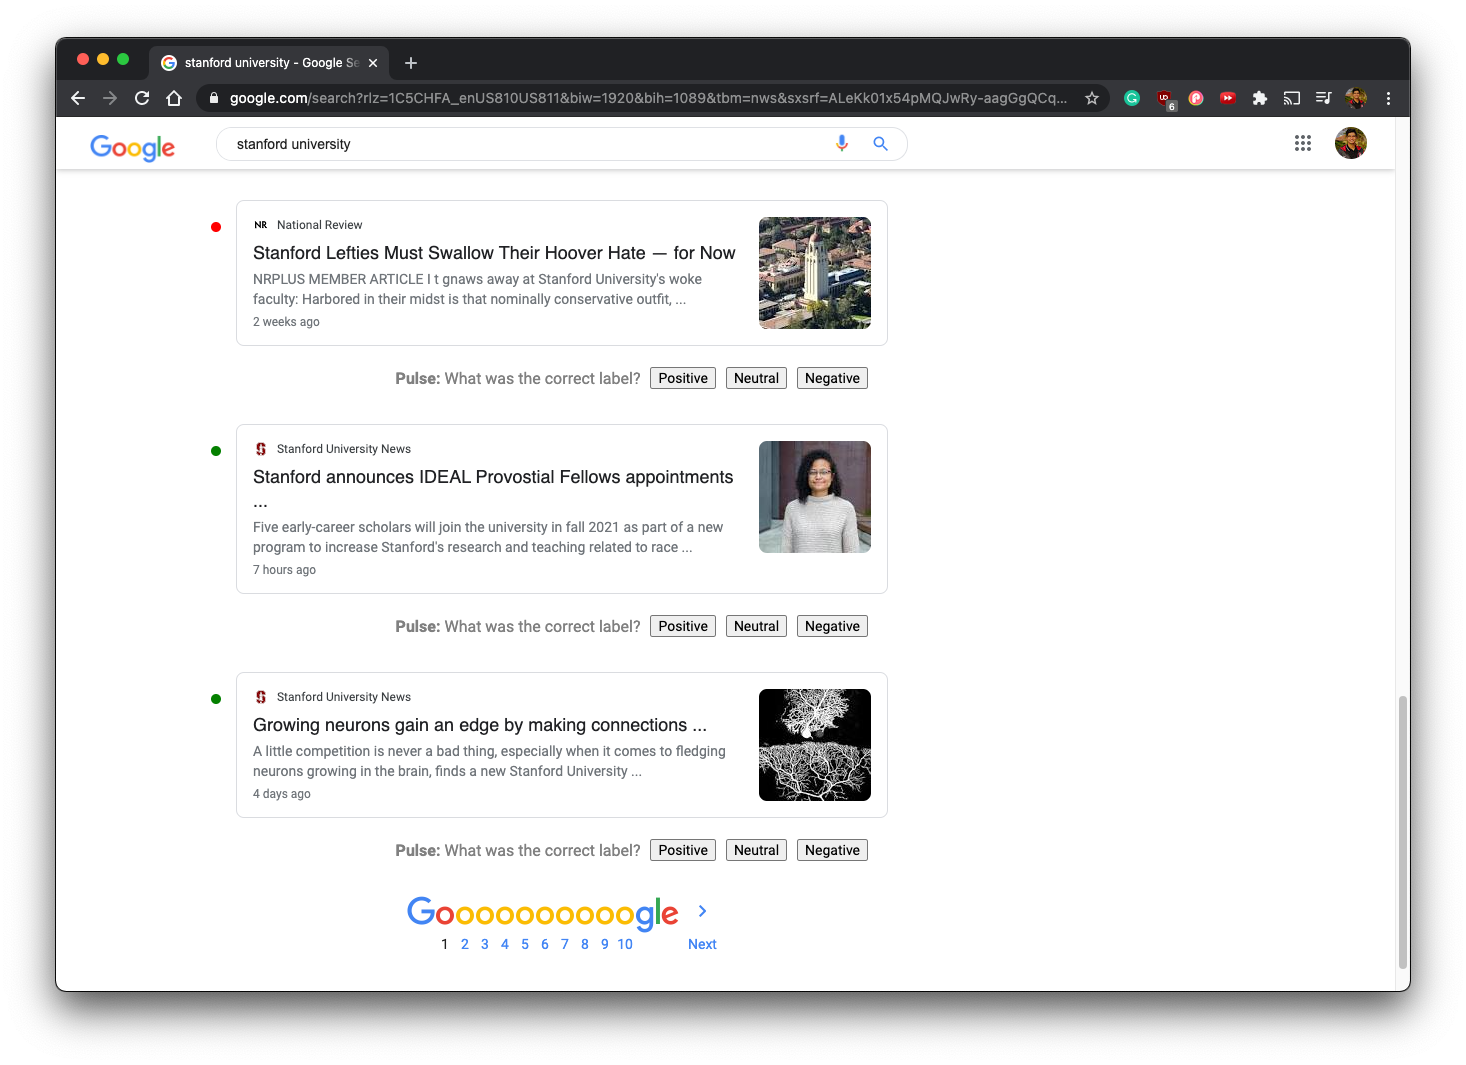 stanford university - Google Se
google.com/search?rlz=1C5CHFA_enUS810US811&biw=1920&bih=1089&tbm=nws&sxsrf=ALeKk01x54pMQJwRy-aagGgQCq...
6
Google
stanford university
NR National Review
Stanford Lefties Must Swallow Their Hoover Hate — for Now
NRPLUS MEMBER ARTICLE I t gnaws away at Stanford University's woke
faculty: Harbored in their midst is that nominally conservative outfit, ...
2 weeks ago
Pulse: What was the correct label? Positive Neutral Negative
S Stanford University News
Stanford announces IDEAL Provostial Fellows appointments
...
Five early-career scholars will join the university in fall 2021 as part of a new
program to increase Stanford's research and teaching related to race ...
7 hours ago
Pulse: What was the correct label? Positive Neutral Negative
S Stanford University News
Growing neurons gain an edge by making connections ...
A little competition is never a bad thing, especially when it comes to fledging
neurons growing in the brain, finds a new Stanford University ...
4 days ago
Pulse: What was the correct label? Positive Neutral Negative
Goooooooooogle >
1 2 3 4 5 6 7 8 9 10 Next